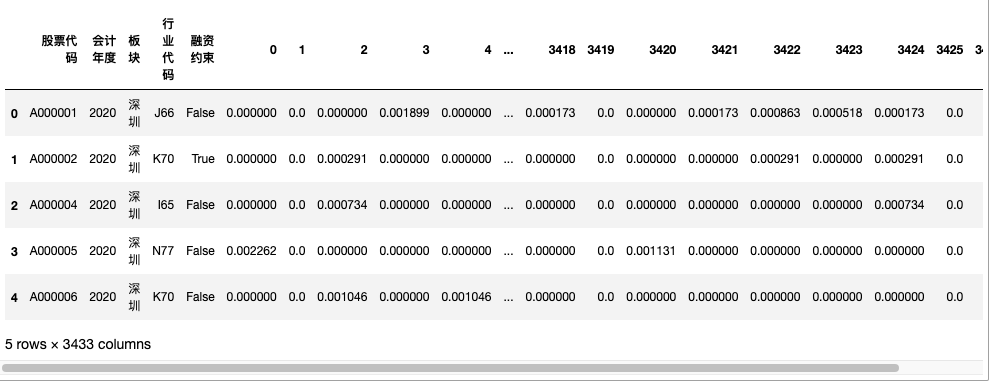 股票代码 会计年度 板块 行业代码 融资约束 0 1 2 3 4 ... 3418 3419 3420 3421 3422 3423 3424 3425
0 A000001 2020 深圳 J66 False 0.000000 0.0 0.000000 0.001899 0.000000 ... 0.000173 0.0 0.000000 0.000173 0.000863 0.000518 0.000173 0.0
1 A000002 2020 深圳 K70 True 0.000000 0.0 0.000291 0.000000 0.000000 ... 0.000000 0.0 0.000000 0.000000 0.000291 0.000000 0.000291 0.0
2 A000004 2020 深圳 I65 False 0.000000 0.0 0.000734 0.000000 0.000000 ... 0.000000 0.0 0.000000 0.000000 0.000000 0.000000 0.000734 0.0
3 A000005 2020 深圳 N77 False 0.002262 0.0 0.000000 0.000000 0.000000 ... 0.000000 0.0 0.001131 0.000000 0.000000 0.000000 0.000000 0.0
4 A000006 2020 深圳 K70 False 0.000000 0.0 0.001046 0.000000 0.001046 ... 0.000000 0.0 0.000000 0.000000 0.000000 0.000000 0.000000 0.0
5 rows × 3433 columns